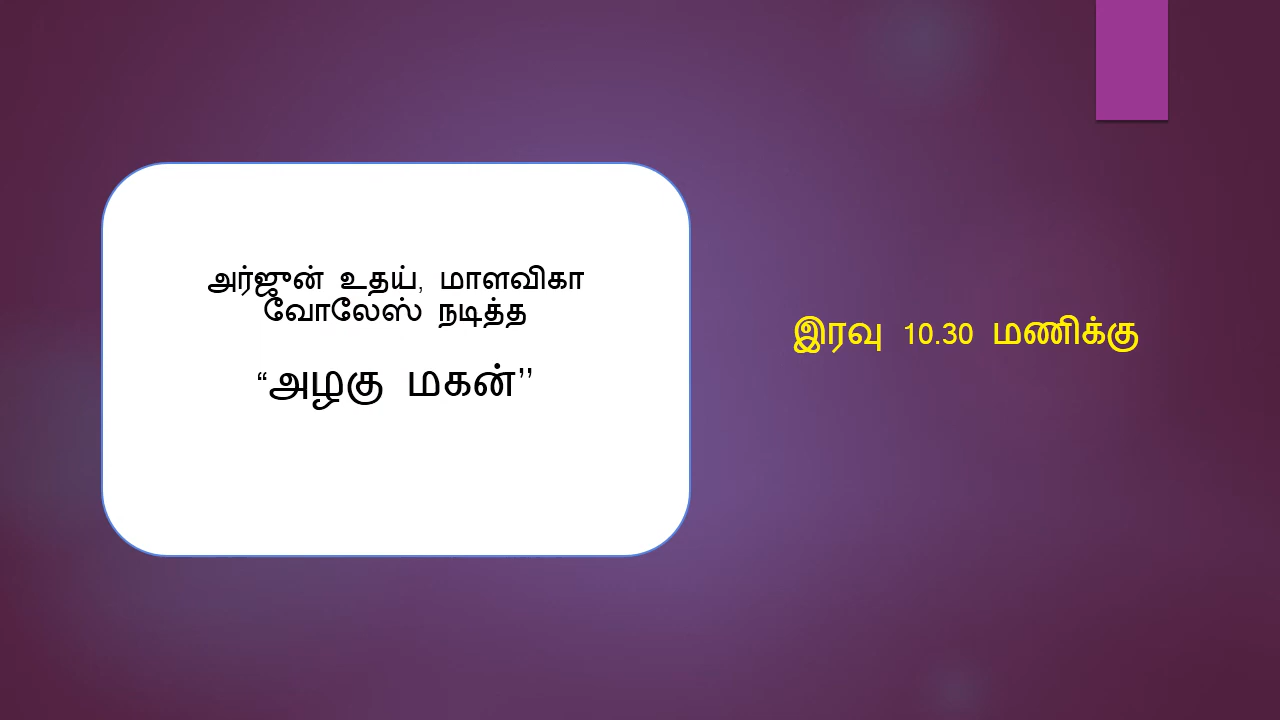 அர்ஜுன் உதய், மாளவிகா
வோலேஸ் நடித்த
“அழகு மகன்’’
இரவு 10.30 மணிக்கு